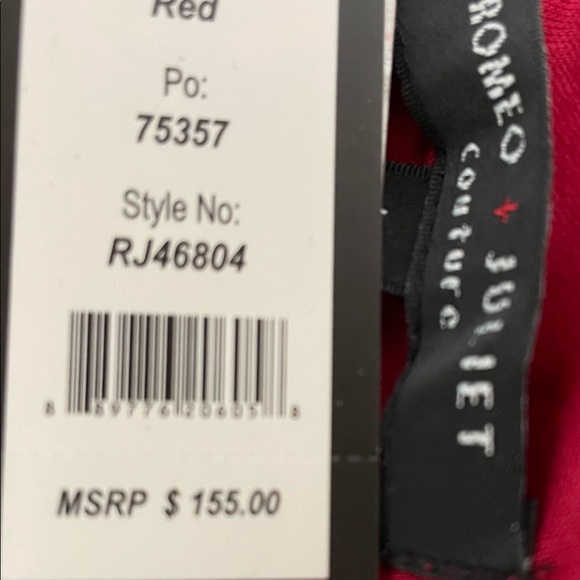 Red
Po:
75357
Style No:
RJ46804
8 89776 20605 8
MSRP $ 155.00
ROMEO + JULIET
couture